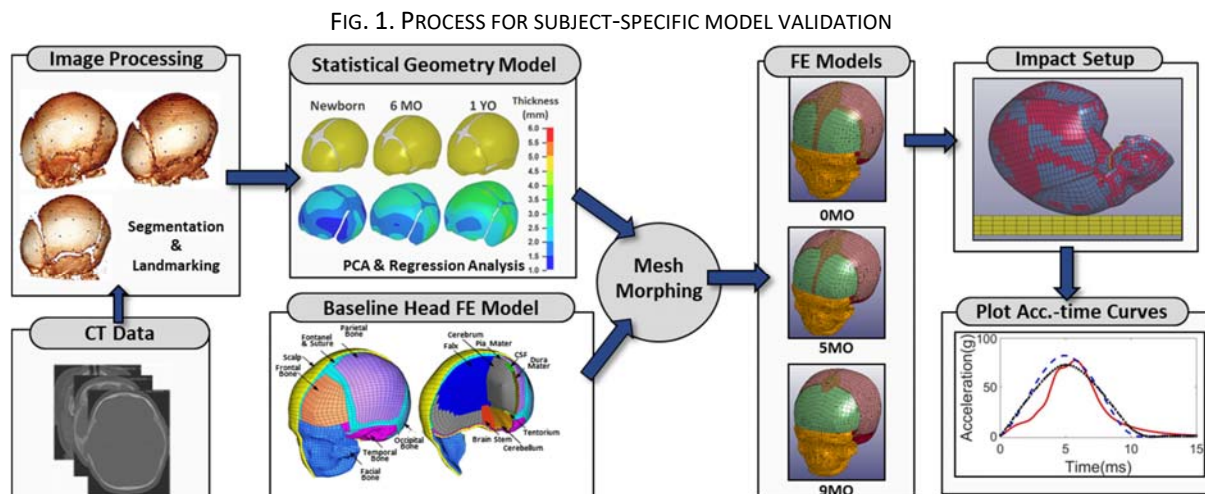 FIG. 1. PROCESS FOR SUBJECT-SPECIFIC MODEL VALIDATION
Image Processing
Segmentation
&
Landmarking
CT Data
Statistical Geometry Model
Newborn 6 MO 1 YO
Thickness
(mm)
6.0
5.5
5.0
4.5
4.0
3.5
3.0
2.5
2.0
1.5
1.0
PCA & Regression Analysis
Baseline Head FE Model
Parietal
Bone
Fontanel
& Suture
Scalp
Frontal
Bone
Occipital
Bone
Temporal
Bone
Facial
Bone
Cerebrum
Pia_Mater
Falx
CSF
Dura
Mater
Tentorium
Brain Stem
Cerebellum
Mesh
Morphing
FE Models
0MO
5MO
9MO
Impact Setup
Plot Acc.-time Curves
Acceleration(g)
100
50
0
0 5 10 15
Time(ms)